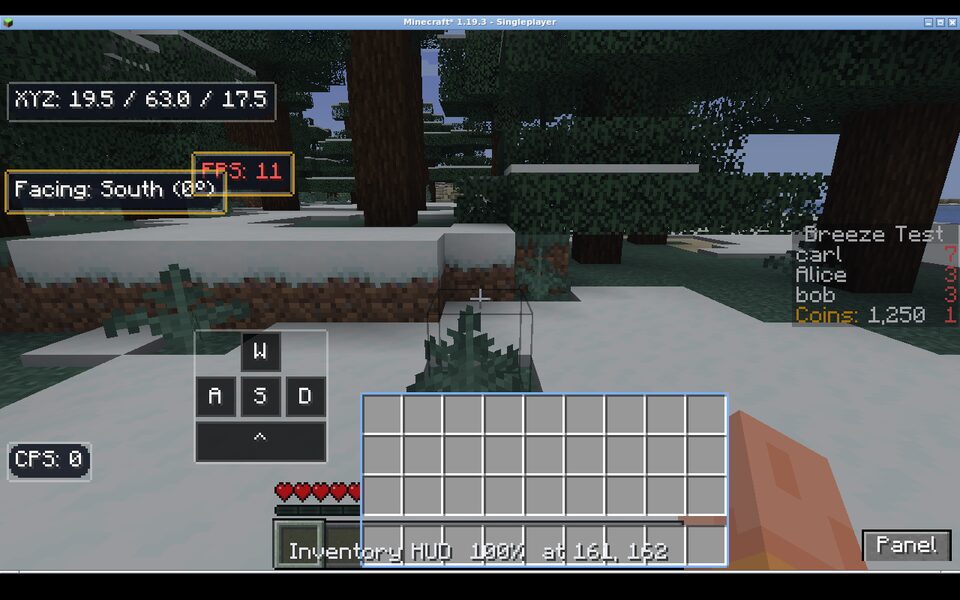 Minecraft* 1.19.3 - Singleplayer
XYZ: 19.5 / 63.0 / 17.5
FPS: 11
Facing: South (0°)
Breeze Test
carl 7
Alice 3
bob 3
Coins: 1,250 1
W
A S D
^
CPS: 0
Inventory HUD 100% at 161, 162
Panel